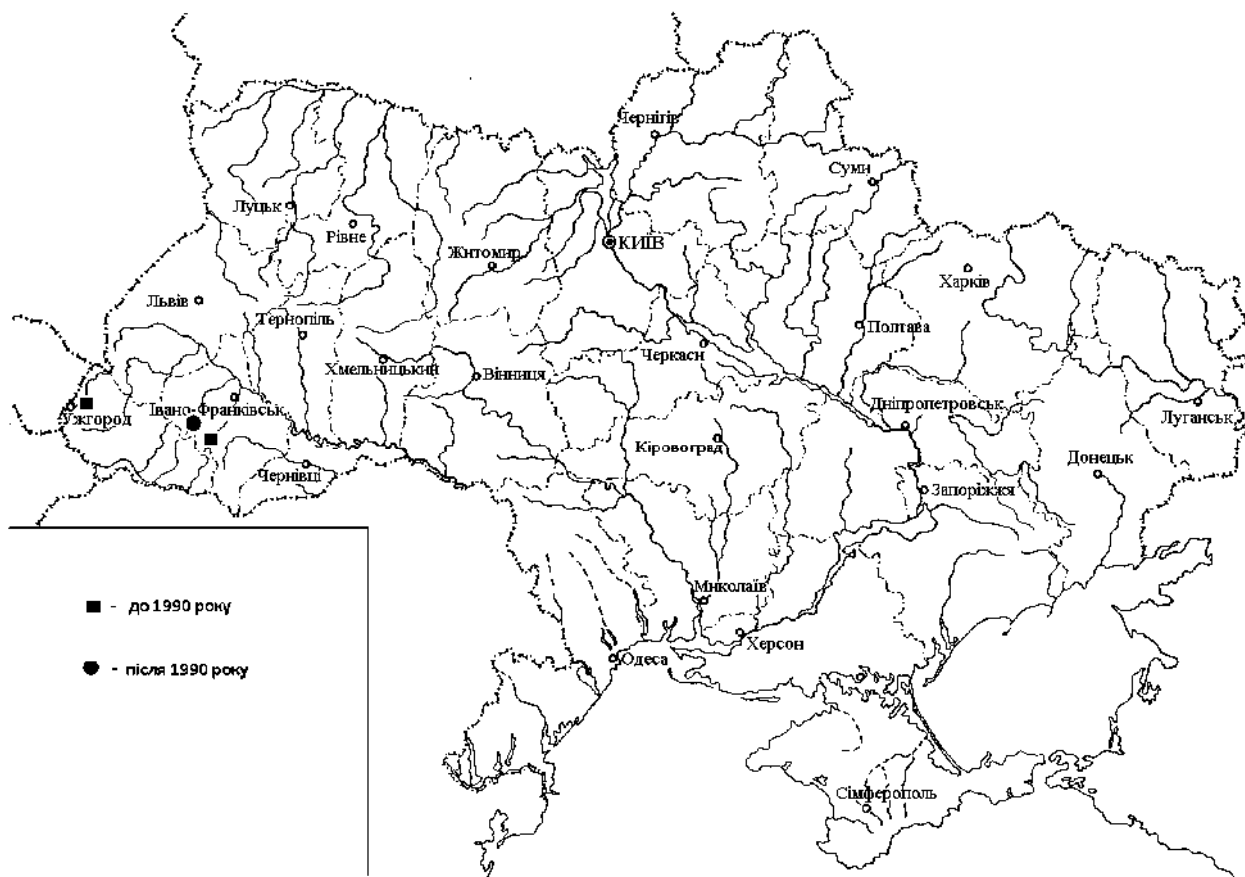 Чернігів
Суми
Луцьк
Рівне
КИЇВ
Житомир
Харків
Львів
Тернопіль
Полтава
Черкаси
Хмельницький
Вінниця
Ужгород
Івано-Франківськ
Дніпропетровськ
Луганськ
Кіровоград
Донецьк
Чернівці
Запоріжжя
Миколаїв
Херсон
Одеса
Сімферополь
- до 1990 року
- після 1990 року